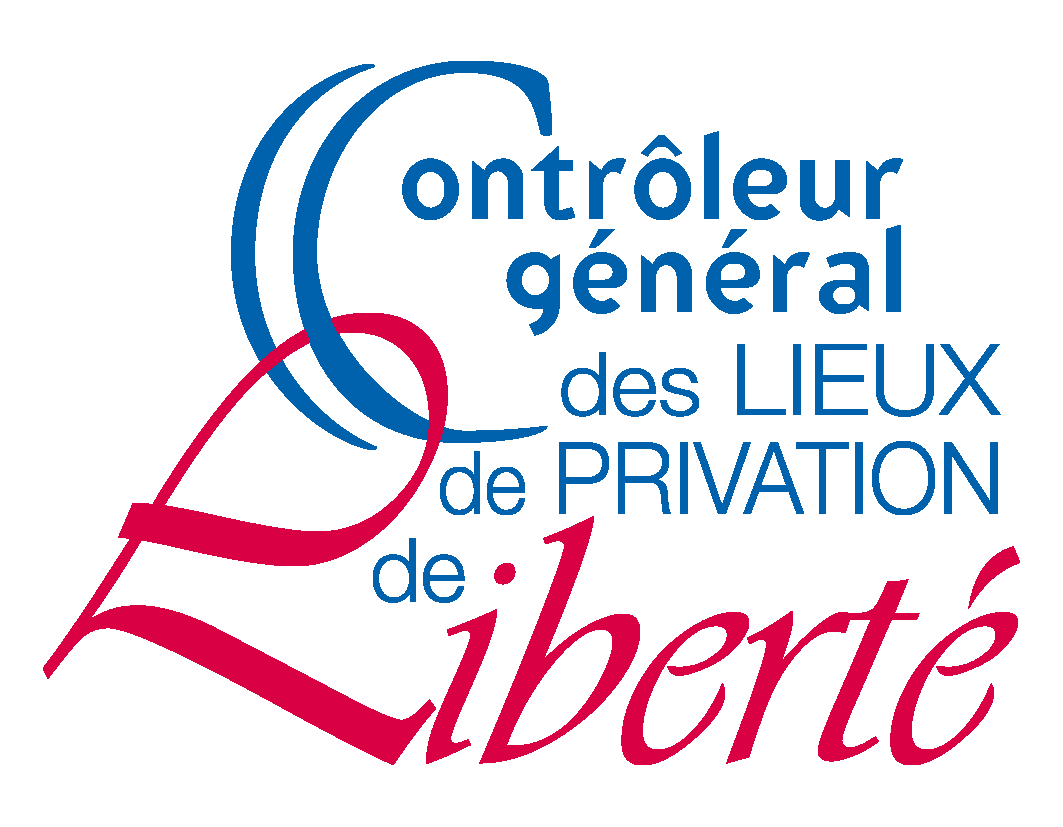 Contrôleur
général
des LIEUX
de PRIVATION
de Liberté